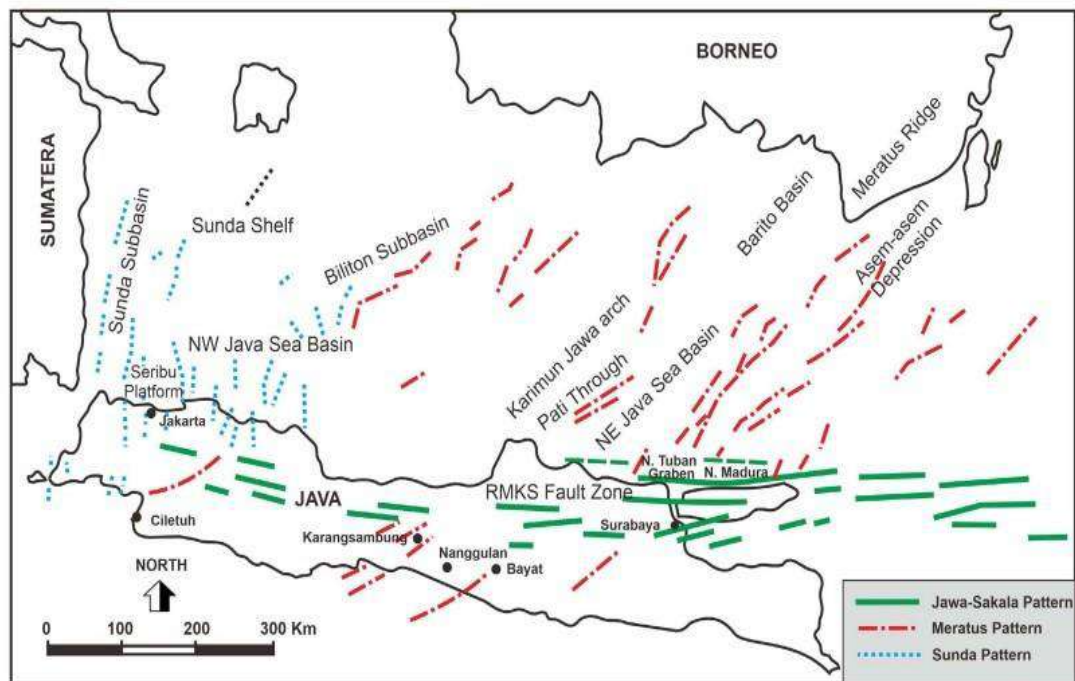 BORNEO
SUMATERA
Sunda Subbasin
Sunda Shelf
Biliton Subbasin
Barito Basin
Meratus Ridge
Asem-asem
Depression
NW Java Sea Basin
Seribu
Platform
Jakarta
Karimun Jawa arch
Pati Through
NE Java Sea Basin
N. Tuban
Graben
N. Madura
JAVA
RMKS Fault Zone
Ciletuh
Karangsambung
Surabaya
Nanggulan
Bayat
NORTH
0 100 200 300 Km
Jawa-Sakala Pattern
Meratus Pattern
Sunda Pattern